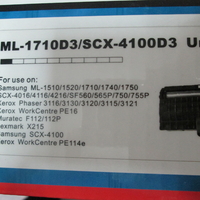 ML-1710D3/SCX-4100D3
For use on:
Samsung ML-1510/1520/1710/1740/1750
SCX-4016/4116/4216/SF560/565P/750/755P
Xerox Phaser 3116/3130/3120/3115/3121
Xerox WorkCentre PE16
Muratec F112/112P
Lexmark X215
Samsung SCX-4100
Xerox WorkCentre PE114e